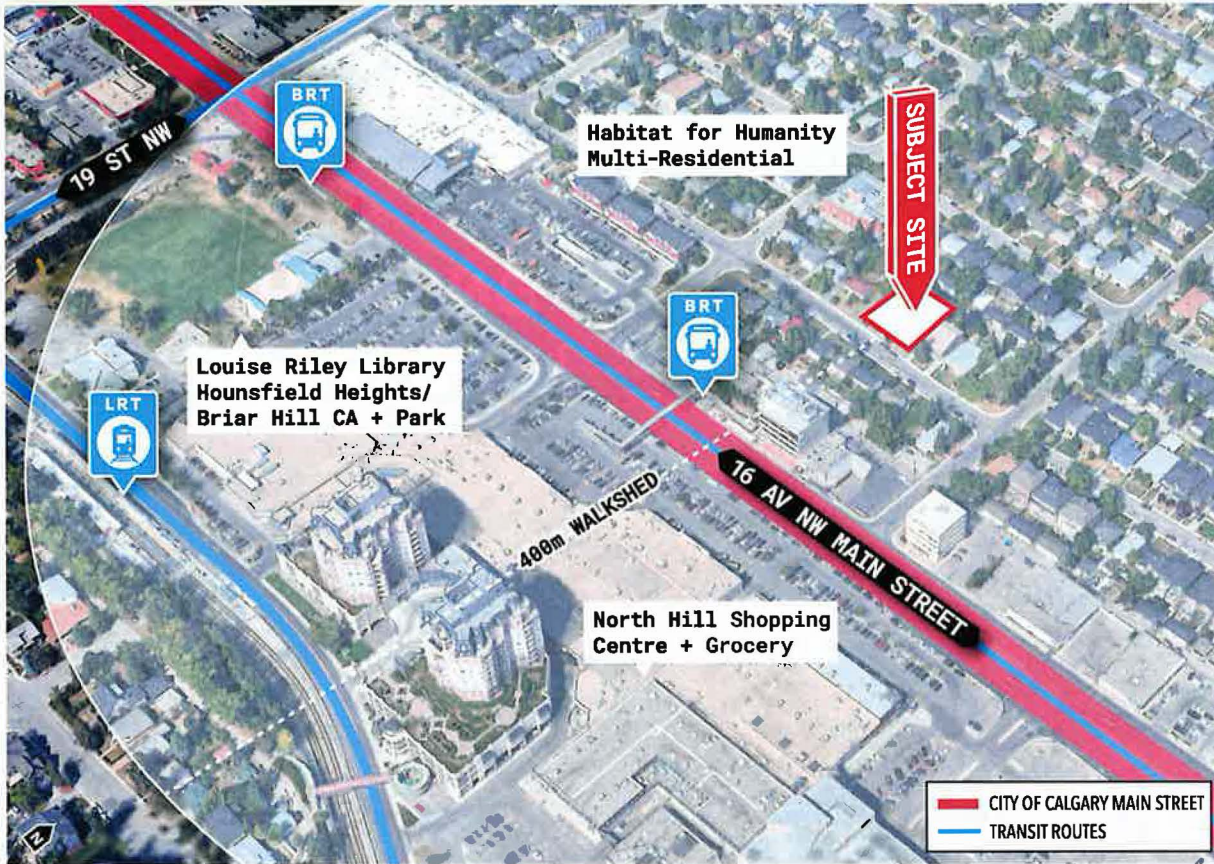 BRT
19 ST NW
Habitat for Humanity
Multi-Residential
SUBJECT SITE
BRT
Louise Riley Library
Hounsfield Heights/
Briar Hill CA + Park
LRT
400m WALKSHED
16 AV NW MAIN STREET
North Hill Shopping
Centre + Grocery
CITY OF CALGARY MAIN STREET
TRANSIT ROUTES
N